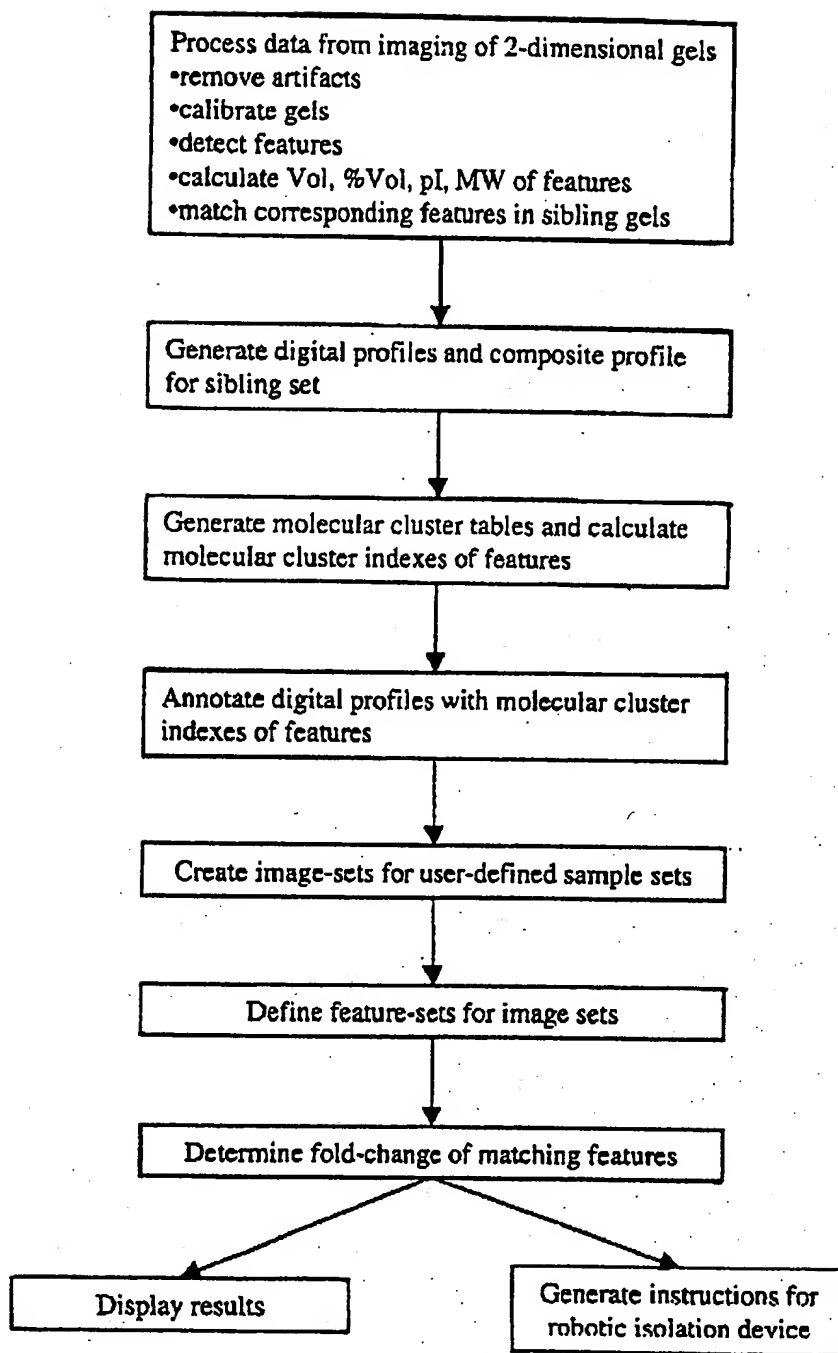 Process data from imaging of 2-dimensional gels
•remove artifacts
•calibrate gels
•detect features
•calculate Vol, %Vol, pI, MW of features
•match corresponding features in sibling gels
Generate digital profiles and composite profile
for sibling set
Generate molecular cluster tables and calculate
molecular cluster indexes of features
Annotate digital profiles with molecular cluster
indexes of features
Create image-sets for user-defined sample sets
Define feature-sets for image sets
Determine fold-change of matching features
Display results
Generate instructions for
robotic isolation device